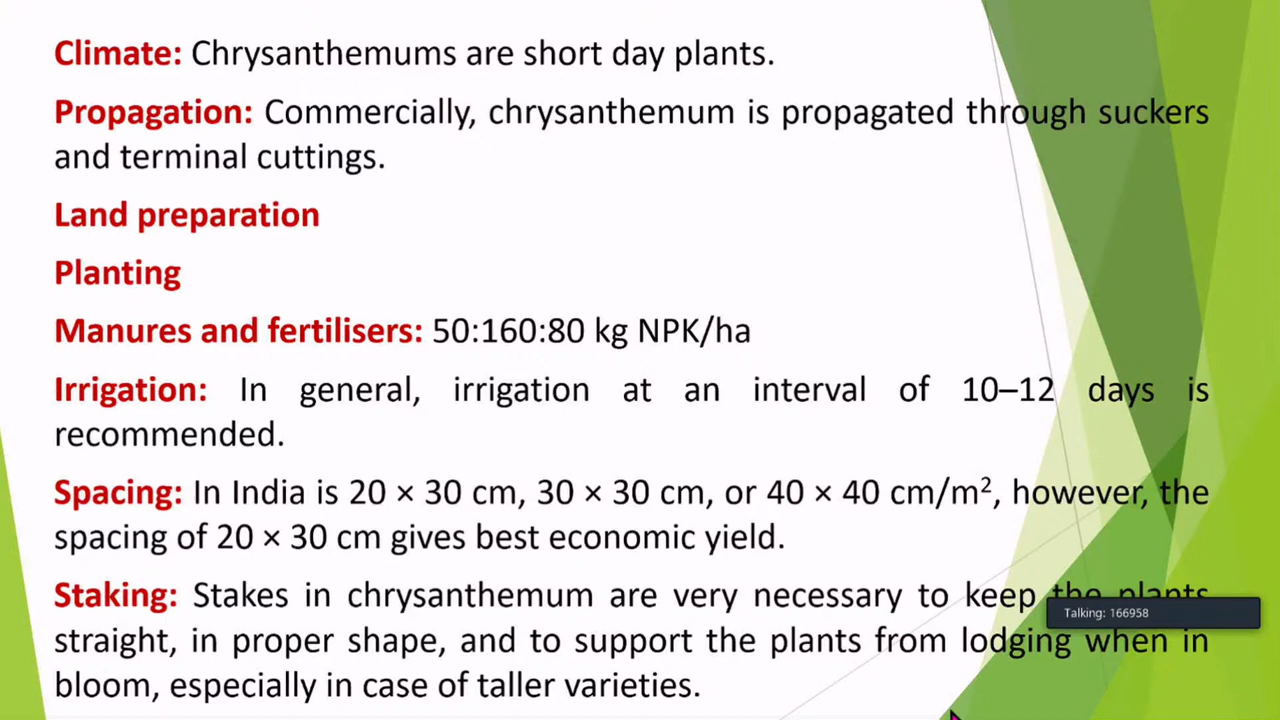 Climate: Chrysanthemums are short day plants.
Propagation: Commercially, chrysanthemum is propagated through suckers
and terminal cuttings.
Land preparation
Planting
Manures and fertilisers: 50:160:80 kg NPK/ha
Irrigation: In general, irrigation at an interval of 10–12 days is
recommended.
Spacing: In India is 20 × 30 cm, 30 × 30 cm, or 40 × 40 cm/m², however, the
spacing of 20 × 30 cm gives best economic yield.
Staking: Stakes in chrysanthemum are very necessary to keep the plants
Talking: 166958
straight, in proper shape, and to support the plants from lodging when in
bloom, especially in case of taller varieties.